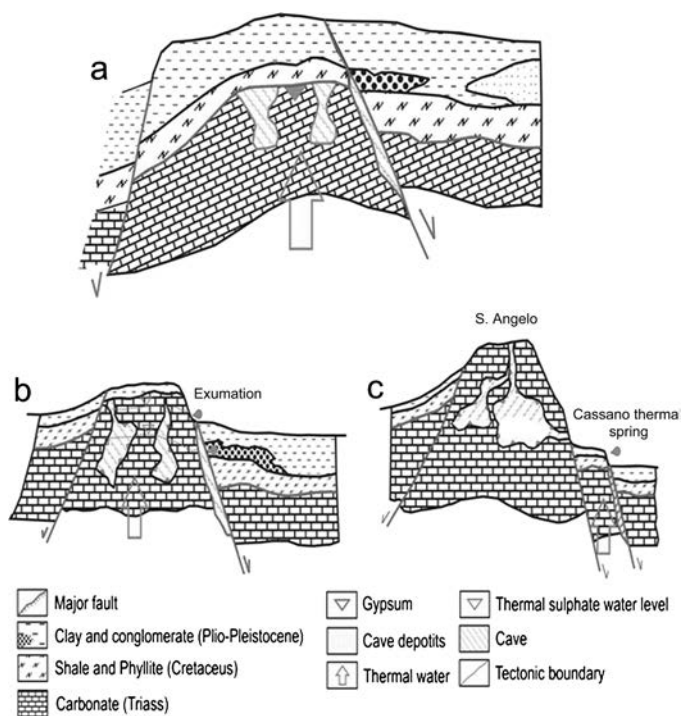 a
S. Angelo
b
Exumation
c
Cassano thermal
spring
Major fault
Clay and conglomerate (Plio-Pleistocene)
Shale and Phyllite (Cretaceus)
Carbonate (Triass)
Gypsum
Cave depotits
Thermal water
Thermal sulphate water level
Cave
Tectonic boundary